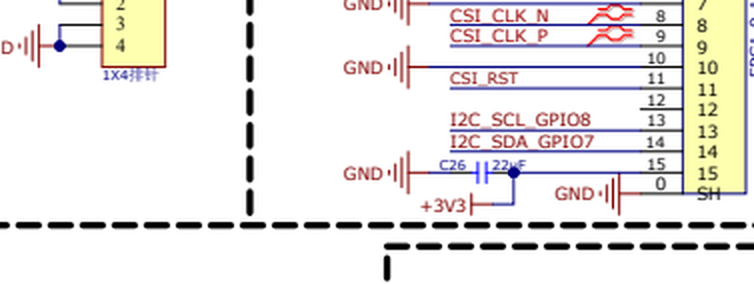 2
3
4
D
1X4排针
GND
7
7
CSI_CLK_N
8
8
CSI_CLK_P
9
9
GND
10
10
CSI_RST
11
11
12
12
I2C_SCL_GPIO8
13
13
I2C_SDA_GPIO7
14
14
GND
C26
22uF
15
15
+3V3
GND
0
SH